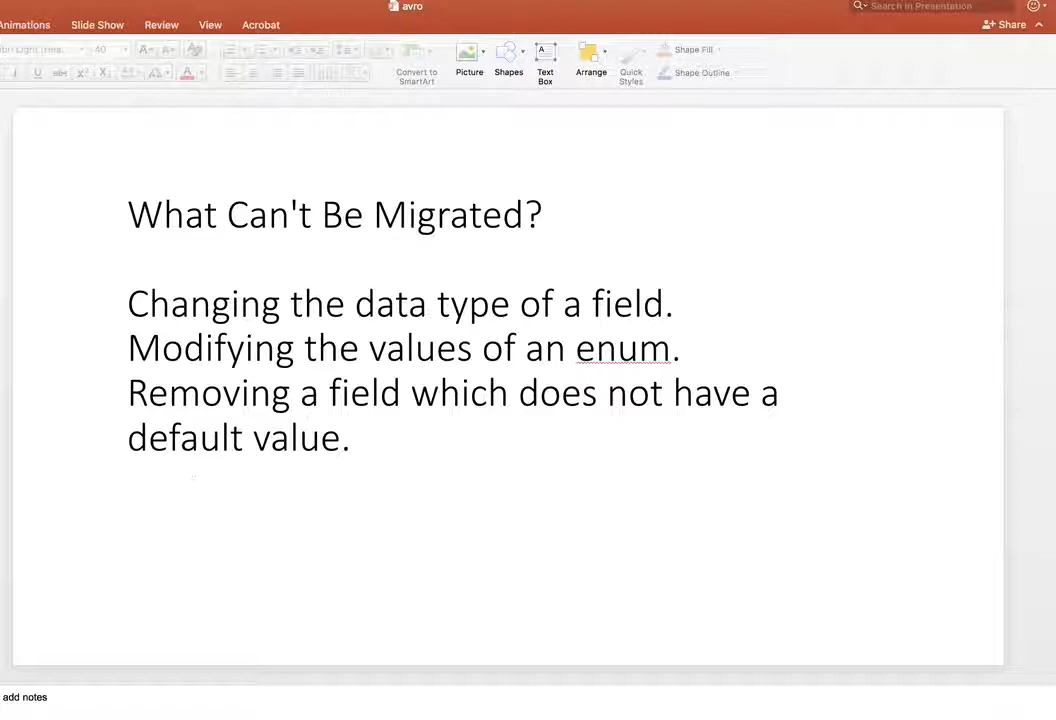 avro
Search in Presentation
Animations Slide Show Review View Acrobat
Share
40
Convert to
SmartArt
Picture
Shapes
Text
Box
Arrange
Quick
Styles
Shape Fill
Shape Outline
What Can't Be Migrated?
Changing the data type of a field.
Modifying the values of an enum.
Removing a field which does not have a
default value.
add notes